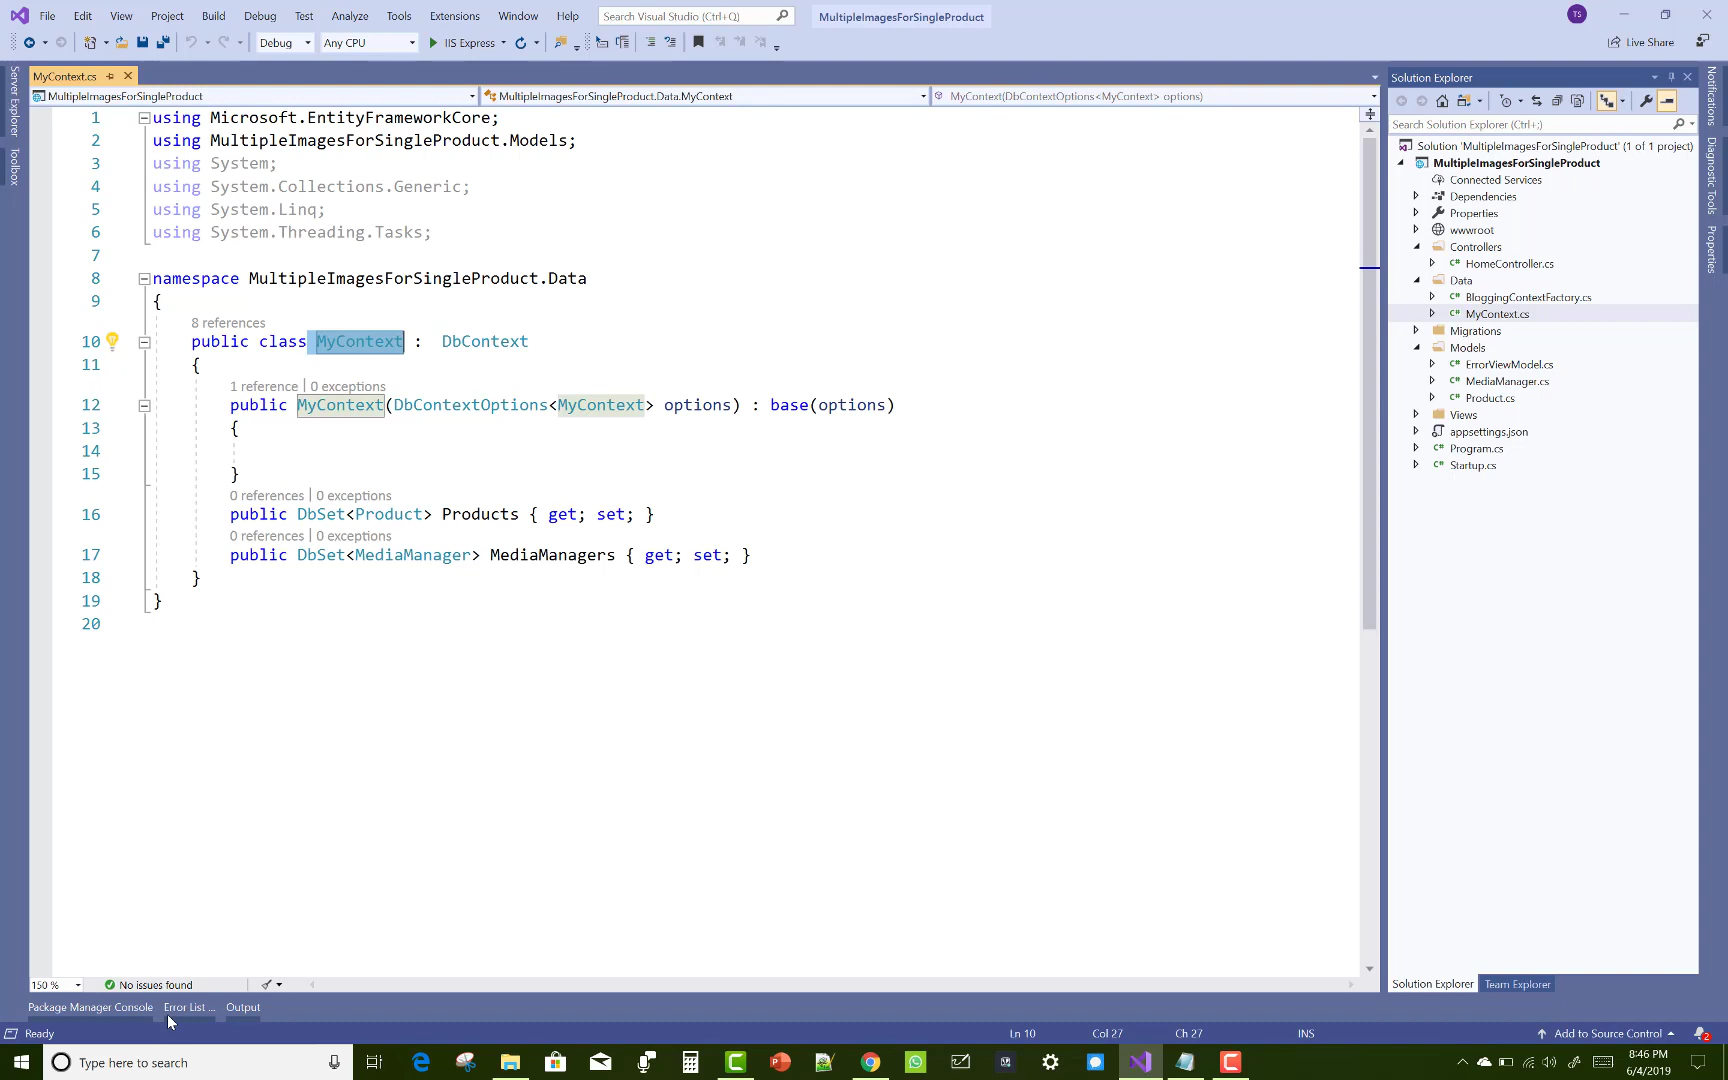 File Edit View Project Build Debug Test Analyze Tools Extensions Window Help Search Visual Studio (Ctrl+Q) MultipleImagesForSingleProduct TS
Debug Any CPU IIS Express Live Share
Server Explorer
Toolbox
MyContext.cs
MultipleImagesForSingleProduct MultipleImagesForSingleProduct.Data.MyContext MyContext(DbContextOptions<MyContext> options)
1 using Microsoft.EntityFrameworkCore;
2 using MultipleImagesForSingleProduct.Models;
3 using System;
4 using System.Collections.Generic;
5 using System.Linq;
6 using System.Threading.Tasks;
7
8 namespace MultipleImagesForSingleProduct.Data
9 {
8 references
10 public class MyContext : DbContext
11 {
1 reference | 0 exceptions
12 public MyContext(DbContextOptions<MyContext> options) : base(options)
13 {
14
15 }
0 references | 0 exceptions
16 public DbSet<Product> Products { get; set; }
0 references | 0 exceptions
17 public DbSet<MediaManager> MediaManagers { get; set; }
18 }
19 }
20
150 % No issues found
Package Manager Console Error List ... Output
Solution Explorer
Search Solution Explorer (Ctrl+;)
Solution 'MultipleImagesForSingleProduct' (1 of 1 project)
MultipleImagesForSingleProduct
Connected Services
Dependencies
Properties
wwwroot
Controllers
C# HomeController.cs
Data
C# BloggingContextFactory.cs
C# MyContext.cs
Migrations
Models
C# ErrorViewModel.cs
C# MediaManager.cs
C# Product.cs
Views
appsettings.json
C# Program.cs
C# Startup.cs
Solution Explorer Team Explorer
Notifications
Diagnostic Tools
Properties
Ready Ln 10 Col 27 Ch 27 INS Add to Source Control 2
Type here to search 8:46 PM
6/4/2019